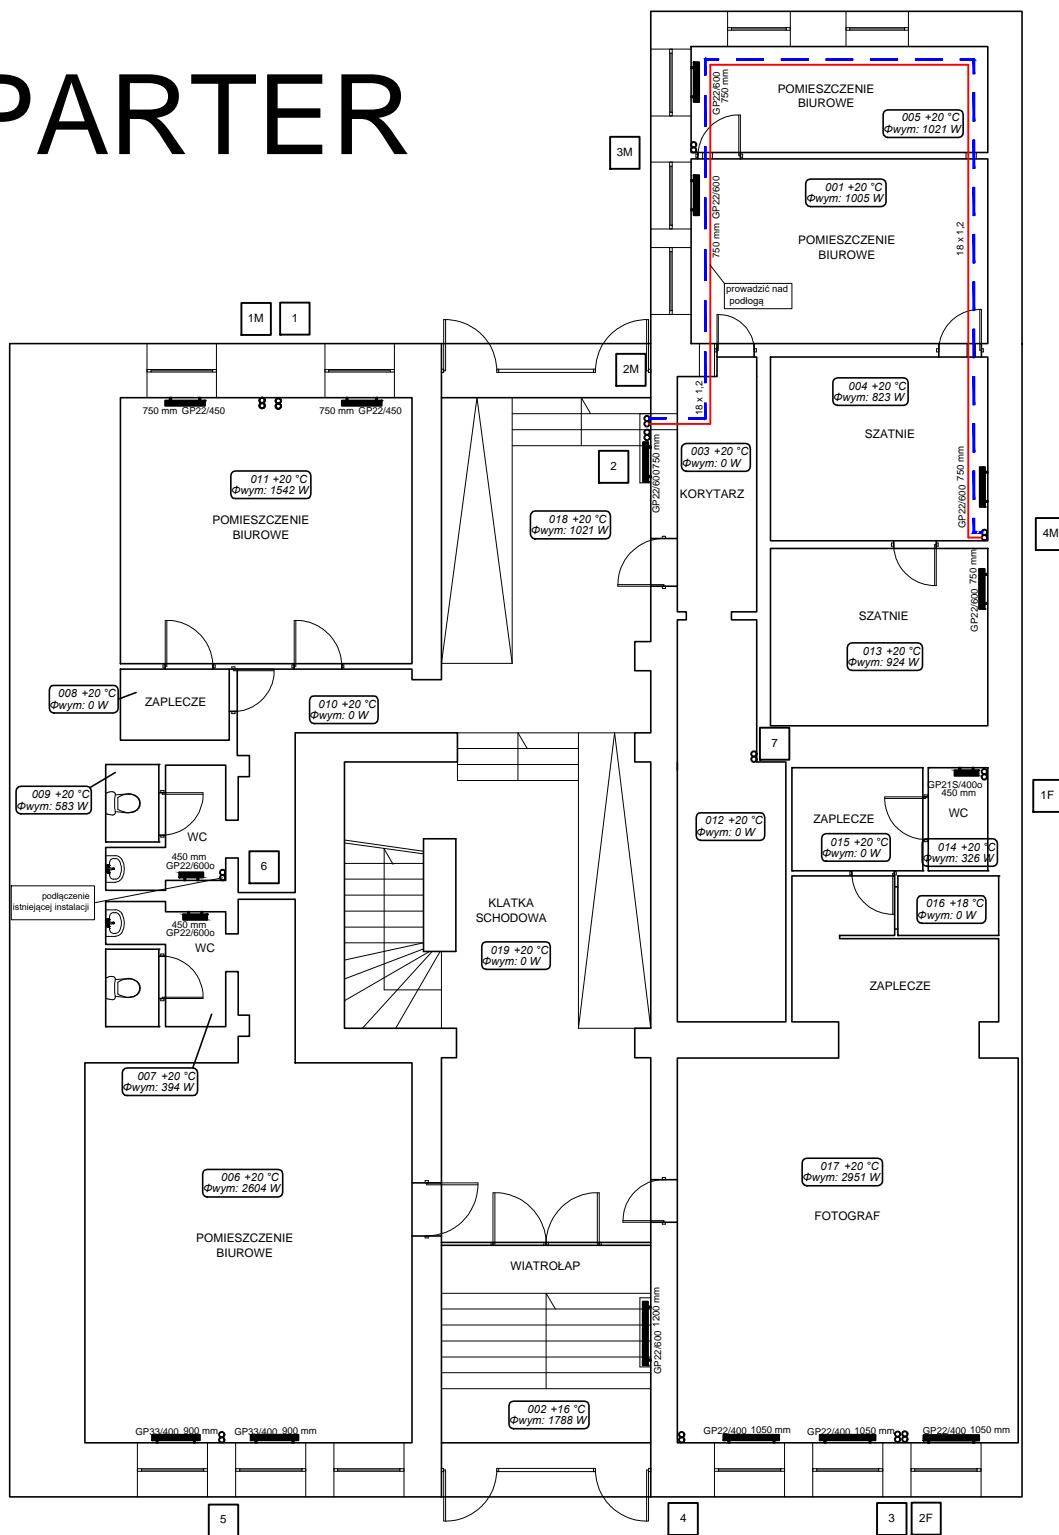 PARTER
GP22/600
750 mm
POMIESZCZENIE
BIUROWE
005 +20 °C
Φwym: 1021 W
3M
001 +20 °C
Φwym: 1005 W
750 mm GP22/600
POMIESZCZENIE
BIUROWE
18 x 1,2
prowadzić nad
podłogą
1M
1
2M
750 mm GP22/450
750 mm GP22/450
18 x 1,2
004 +20 °C
Φwym: 823 W
SZATNIE
003 +20 °C
Φwym: 0 W
2
GP22/600 750 mm
KORYTARZ
011 +20 °C
Φwym: 1542 W
POMIESZCZENIE
BIUROWE
018 +20 °C
Φwym: 1021 W
GP22/600 750 mm
4M
GP22/600 750 mm
SZATNIE
013 +20 °C
Φwym: 924 W
008 +20 °C
Φwym: 0 W
ZAPLECZE
010 +20 °C
Φwym: 0 W
7
009 +20 °C
Φwym: 583 W
WC
GP21S/400o
450 mm
WC
1F
ZAPLECZE
012 +20 °C
Φwym: 0 W
015 +20 °C
Φwym: 0 W
014 +20 °C
Φwym: 326 W
450 mm
GP22/600o
6
podłączenie
istniejącej instalacji
016 +18 °C
Φwym: 0 W
KLATKA
SCHODOWA
450 mm
GP22/600o
WC
019 +20 °C
Φwym: 0 W
ZAPLECZE
007 +20 °C
Φwym: 394 W
006 +20 °C
Φwym: 2604 W
017 +20 °C
Φwym: 2951 W
FOTOGRAF
POMIESZCZENIE
BIUROWE
WIATROŁAP
GP22/600 1200 mm
002 +16 °C
Φwym: 1788 W
GP33/400 900 mm
GP33/400 900 mm
GP22/400 1050 mm
GP22/400 1050 mm
GP22/400 1050 mm
5
4
3
2F